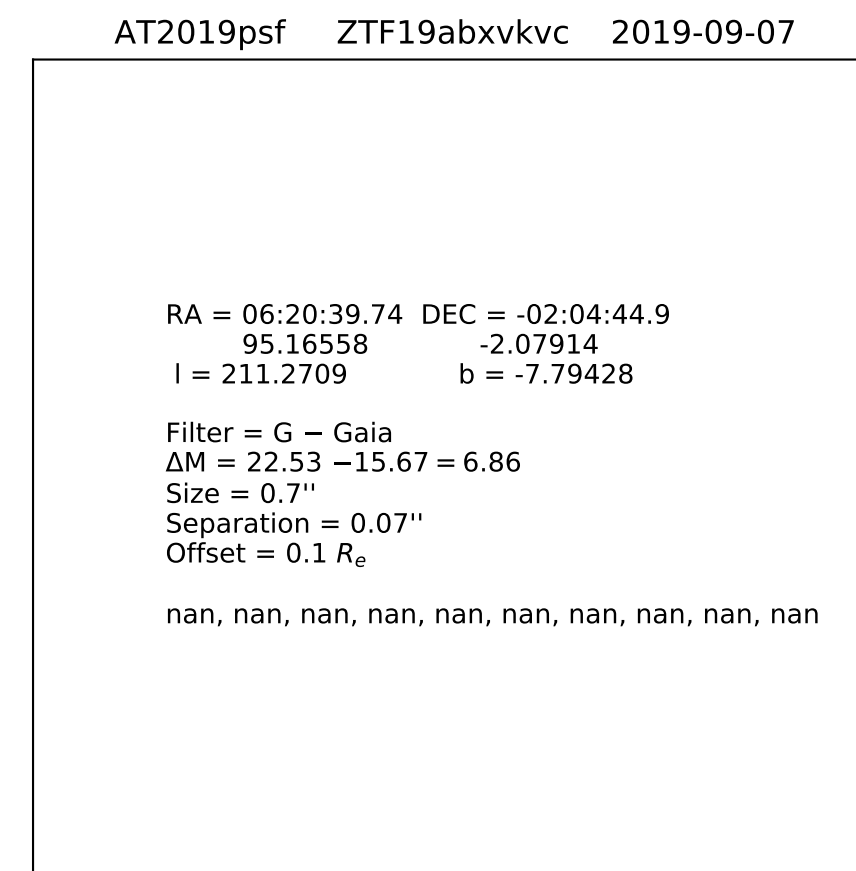 AT2019psf ZTF19abxvkvc 2019-09-07
RA = 06:20:39.74 DEC = -02:04:44.9
95.16558 -2.07914
l = 211.2709 b = -7.79428
Filter = G − Gaia
ΔM = 22.53 −15.67 = 6.86
Size = 0.7''
Separation = 0.07''
Offset = 0.1 Re
nan, nan, nan, nan, nan, nan, nan, nan, nan, nan